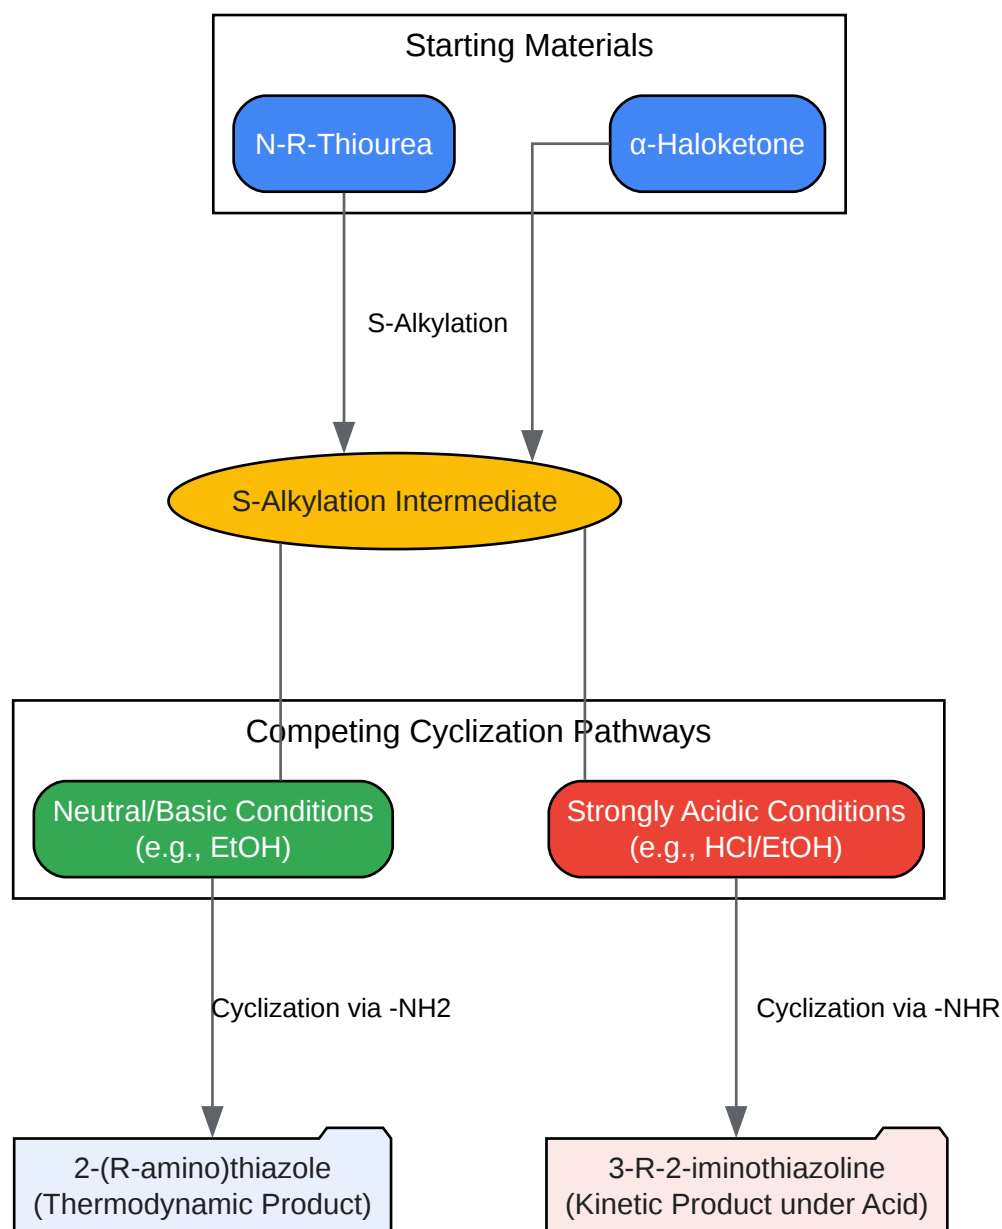 Starting Materials
N-R-Thiourea
α-Haloketone
S-Alkylation
S-Alkylation Intermediate
Competing Cyclization Pathways
Neutral/Basic Conditions
(e.g., EtOH)
Strongly Acidic Conditions
(e.g., HCl/EtOH)
Cyclization via -NH2
Cyclization via -NHR
2-(R-amino)thiazole
(Thermodynamic Product)
3-R-2-iminothiazoline
(Kinetic Product under Acid)